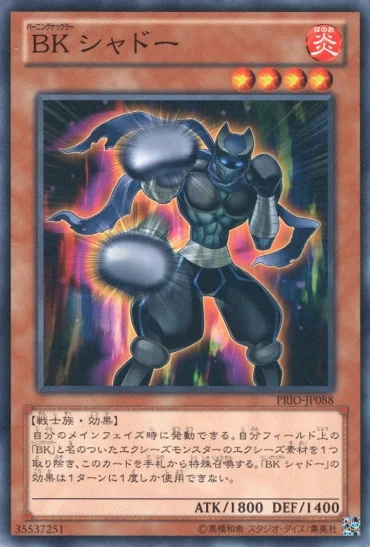 バーニングナックラー
BK シャドー
ほのお
炎
PRIO-JP088
【戦士族・効果】
自分のメインフェイズ時に発動できる。自分フィールド上の
「BK」と名のついたエクシーズモンスターのエクシーズ素材を1つ
取り除き、このカードを手札から特殊召喚する。「BK シャドー」の
効果は1ターンに1度しか使用できない。
ATK/1800 DEF/1400
35537251
©高橋和希 スタジオ・ダイス/集英社